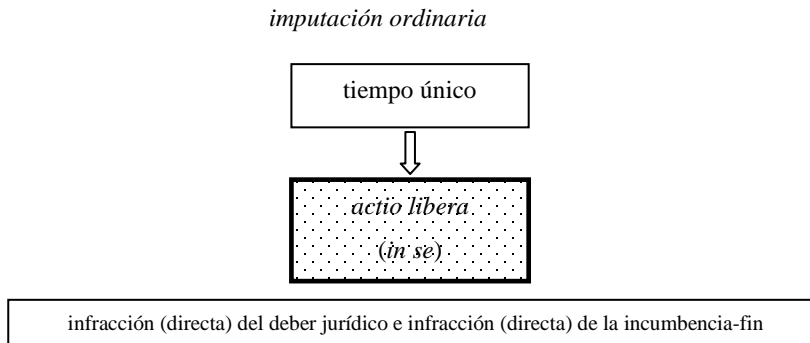 imputación ordinaria
tiempo único
actio libera
(in se)
infracción (directa) del deber jurídico e infracción (directa) de la incumbencia-fin